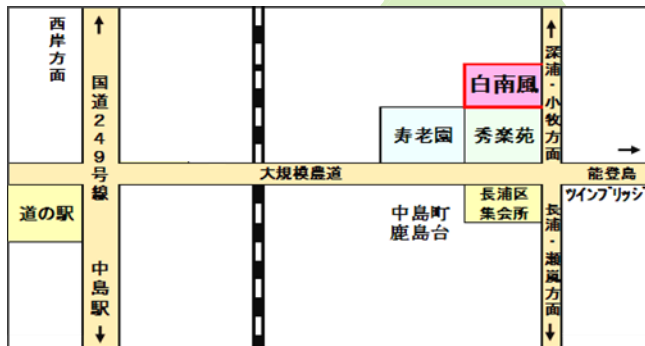 西岸方面
国道249号線
深浦・小牧方面
白南風
寿老園
秀楽苑
大規模農道
能登島
ツインブリッジ
道の駅
長浦区
集会所
中島町
鹿島台
中島駅
長浦・瀬嵐方面